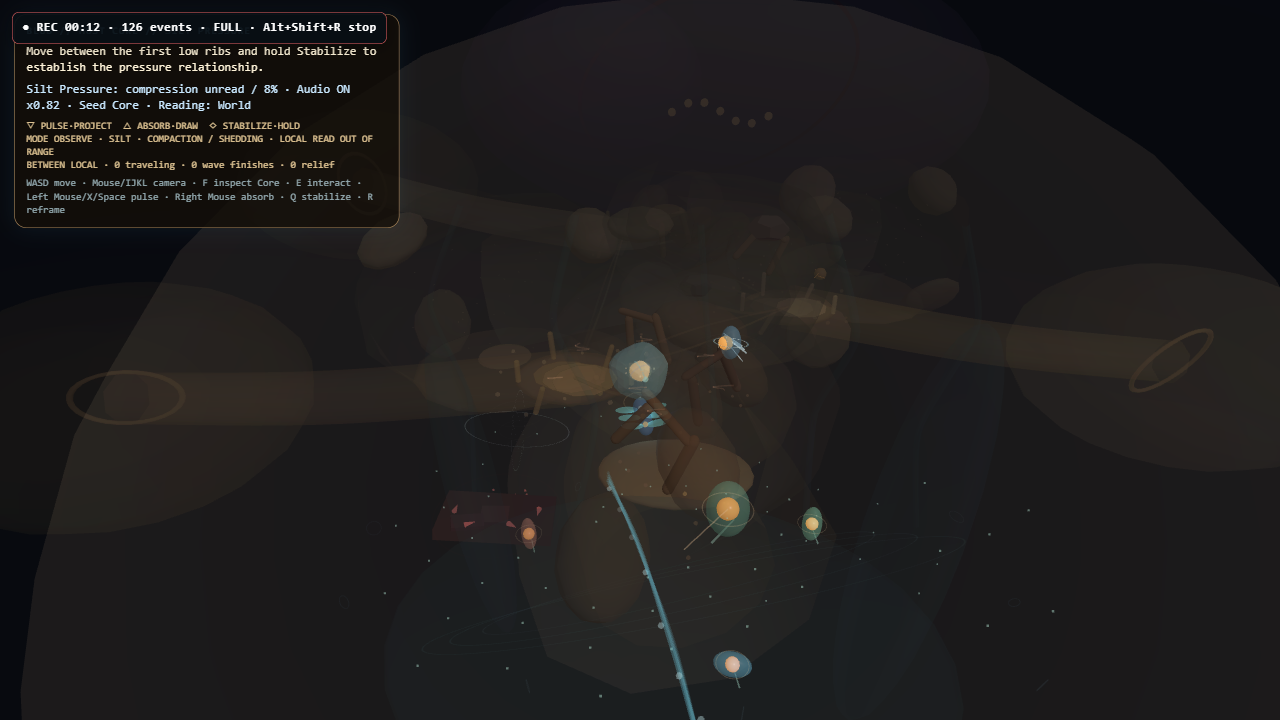 ● REC 00:12 · 126 events · FULL · Alt+Shift+R stop
Move between the first low ribs and hold Stabilize to
establish the pressure relationship.
Silt Pressure: compression unread / 8% · Audio ON
x0.82 · Seed Core · Reading: World
▽ PULSE·PROJECT △ ABSORB·DRAW ◇ STABILIZE·HOLD
MODE OBSERVE · SILT · COMPACTION / SHEDDING · LOCAL READ OUT OF
RANGE
BETWEEN LOCAL · 0 traveling · 0 wave finishes · 0 relief
WASD move · Mouse/IJKL camera · F inspect Core · E interact ·
Left Mouse/X/Space pulse · Right Mouse absorb · Q stabilize · R
reframe